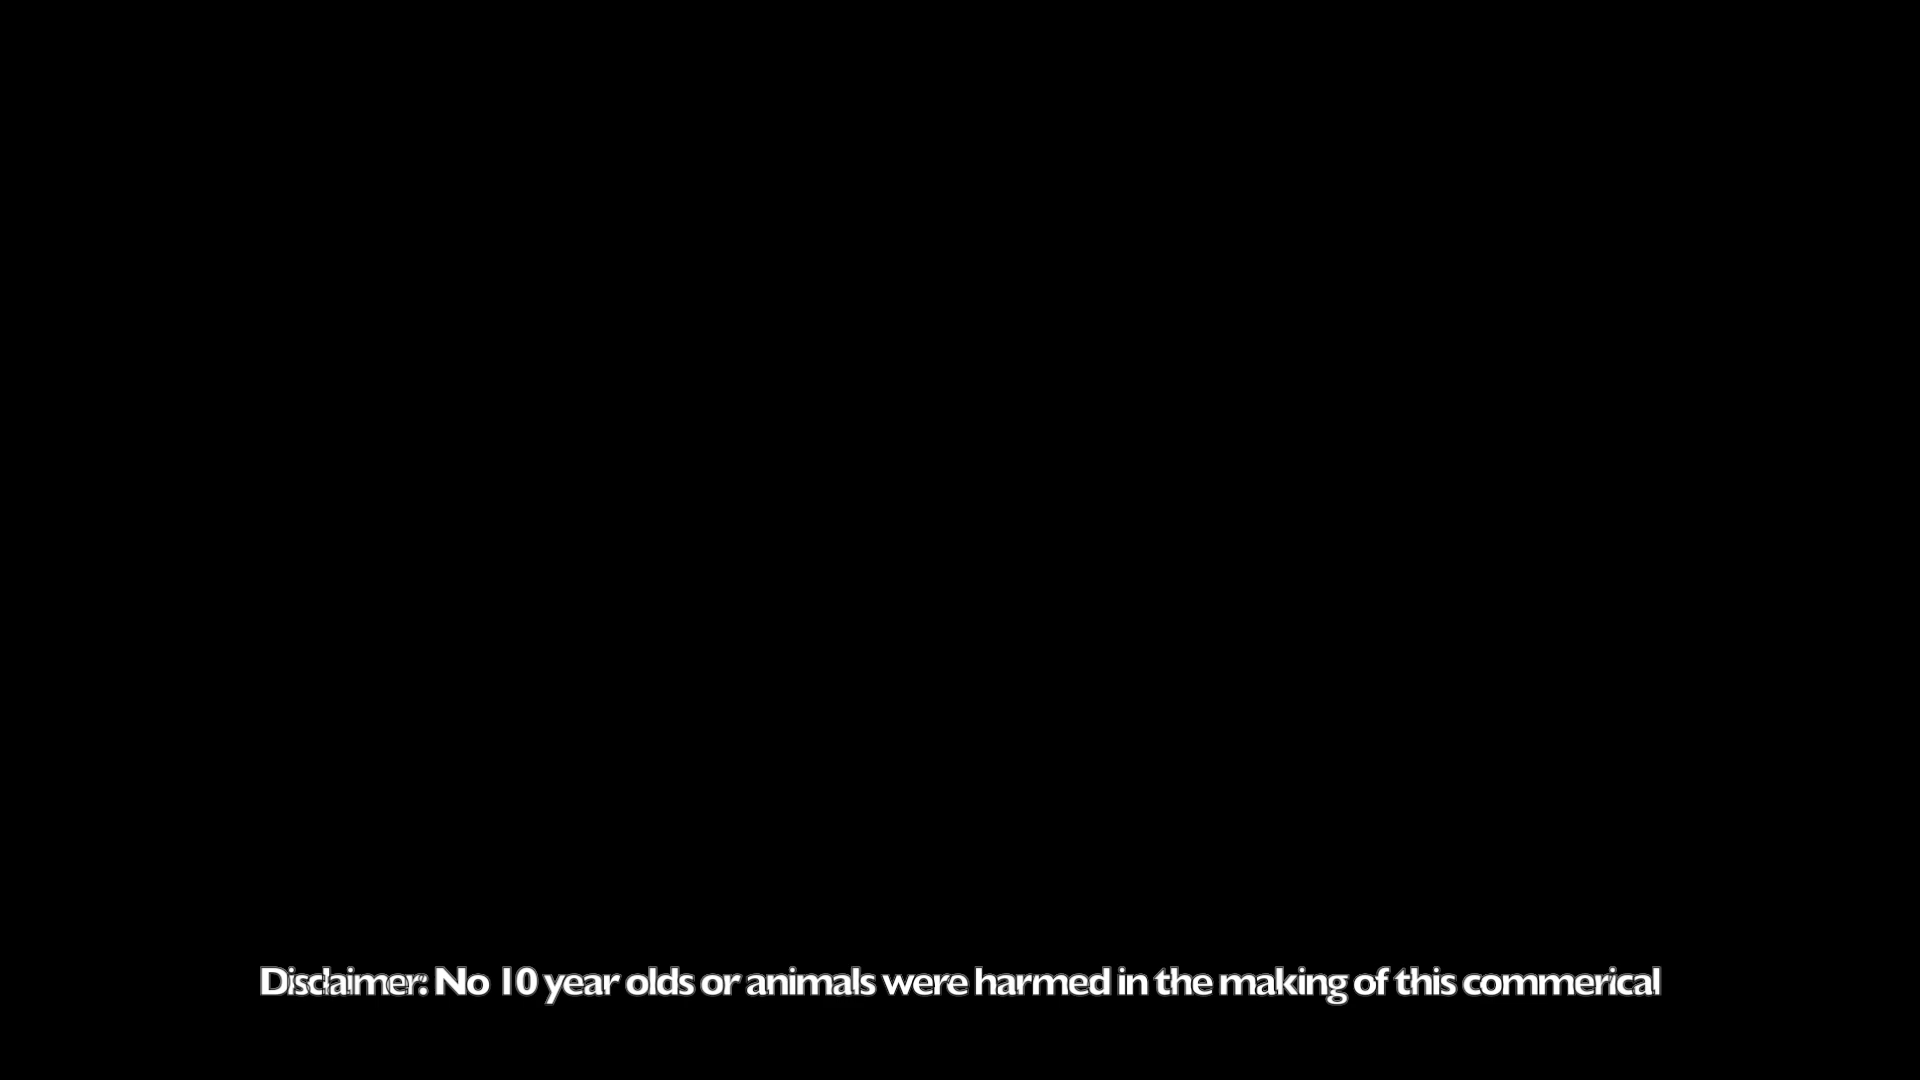 Disclaimer: No 10 year olds or animals were harmed in the making of this commerical